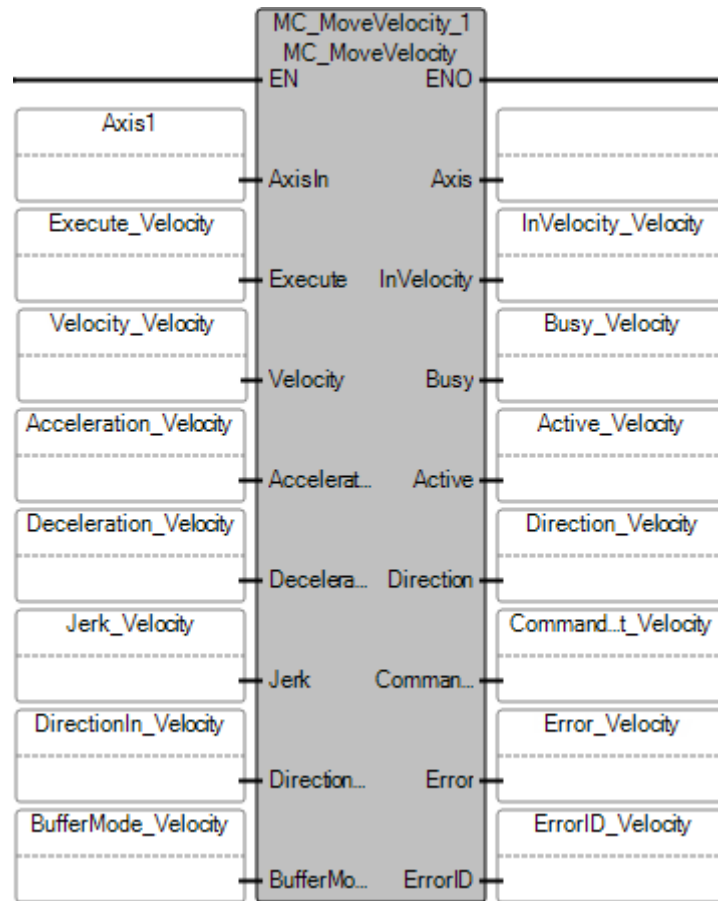 MC_MoveVelocity_1
MC_MoveVelocity
EN ENO
Axis1
AxisIn Axis
Execute_Velocity InVelocity_Velocity
Execute InVelocity
Velocity_Velocity Busy_Velocity
Velocity Busy
Acceleration_Velocity Active_Velocity
Accelerat... Active
Deceleration_Velocity Direction_Velocity
Decelera... Direction
Jerk_Velocity Command...t_Velocity
Jerk Comman...
DirectionIn_Velocity Error_Velocity
Direction... Error
BufferMode_Velocity ErrorID_Velocity
BufferMo... ErrorID